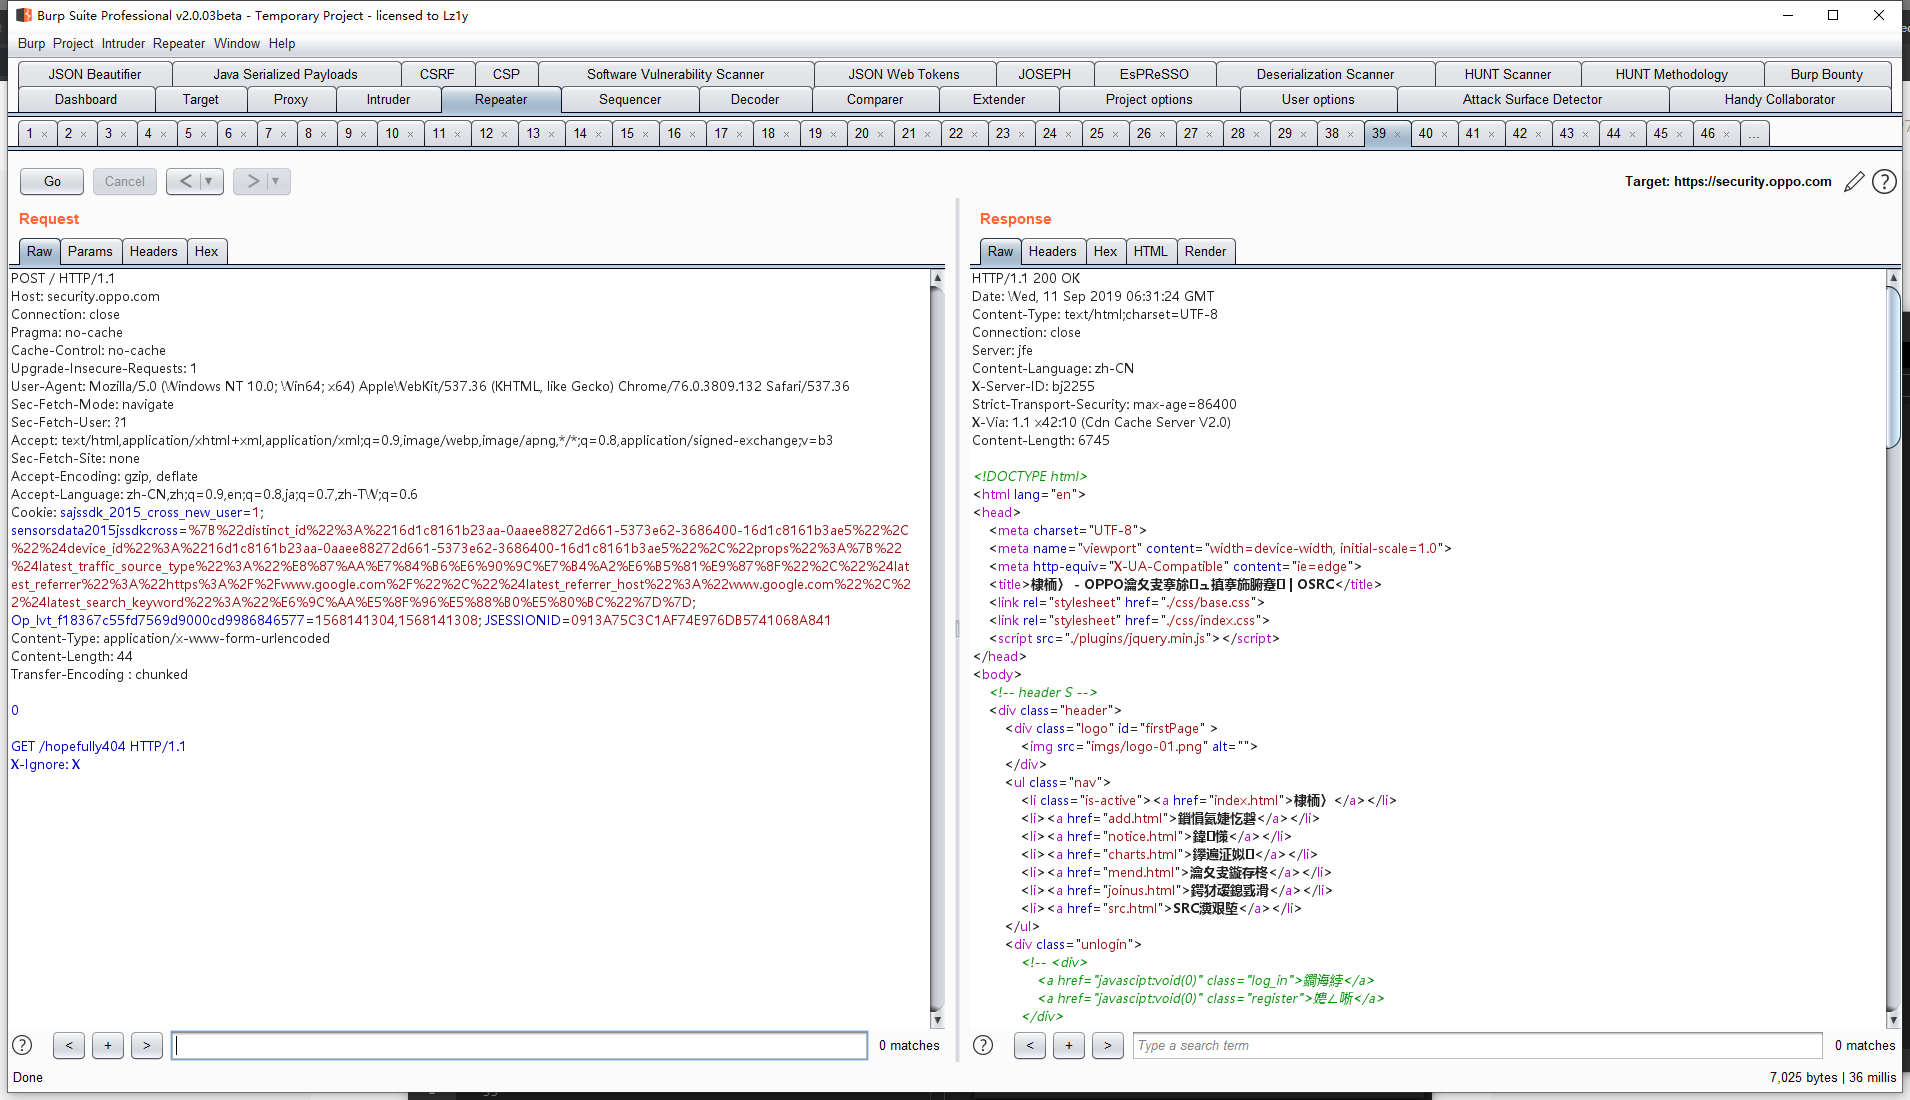 Burp Suite Professional v2.0.03beta - Temporary Project - licensed to Lz1y
Burp Project Intruder Repeater Window Help
JSON Beautifier Java Serialized Payloads CSRF CSP Software Vulnerability Scanner JSON Web Tokens JOSEPH EsPReSSO Deserialization Scanner HUNT Scanner HUNT Methodology Burp Bounty
Dashboard Target Proxy Intruder Repeater Sequencer Decoder Comparer Extender Project options User options Attack Surface Detector Handy Collaborator
1 × 2 × 3 × 4 × 5 × 6 × 7 × 8 × 9 × 10 × 11 × 12 × 13 × 14 × 15 × 16 × 17 × 18 × 19 × 20 × 21 × 22 × 23 × 24 × 25 × 26 × 27 × 28 × 29 × 38 × 39 × 40 × 41 × 42 × 43 × 44 × 45 × 46 × ...
Go Cancel < > Target: https://security.oppo.com ?
Request
Raw Params Headers Hex
POST / HTTP/1.1
Host: security.oppo.com
Connection: close
Pragma: no-cache
Cache-Control: no-cache
Upgrade-Insecure-Requests: 1
User-Agent: Mozilla/5.0 (Windows NT 10.0; Win64; x64) AppleWebKit/537.36 (KHTML, like Gecko) Chrome/76.0.3809.132 Safari/537.36
Sec-Fetch-Mode: navigate
Sec-Fetch-User: ?1
Accept: text/html,application/xhtml+xml,application/xml;q=0.9,image/webp,image/apng,*/*;q=0.8,application/signed-exchange;v=b3
Sec-Fetch-Site: none
Accept-Encoding: gzip, deflate
Accept-Language: zh-CN,zh;q=0.9,en;q=0.8,ja;q=0.7,zh-TW;q=0.6
Cookie: sajssdk_2015_cross_new_user=1;
sensorsdata2015jssdkcross=%7B%22distinct_id%22%3A%2216d1c8161b23aa-0aaee88272d661-5373e62-3686400-16d1c8161b3ae5%22%2C
%22%24device_id%22%3A%2216d1c8161b23aa-0aaee88272d661-5373e62-3686400-16d1c8161b3ae5%22%2C%22props%22%3A%7B%22
%24latest_traffic_source_type%22%3A%22%E8%87%AA%E7%84%B6%E6%90%9C%E7%B4%A2%E6%B5%81%E9%87%8F%22%2C%22%24lat
est_referrer%22%3A%22https%3A%2F%2Fwww.google.com%2F%22%2C%22%24latest_referrer_host%22%3A%22www.google.com%22%2C%2
2%24latest_search_keyword%22%3A%22%E6%9C%AA%E5%8F%96%E5%88%B0%E5%80%BC%22%7D%7D;
Op_lvt_f18367c55fd7569d9000cd9986846577=1568141304,1568141308; JSESSIONID=0913A75C3C1AF74E976DB5741068A841
Content-Type: application/x-www-form-urlencoded
Content-Length: 44
Transfer-Encoding : chunked
0
GET /hopefully404 HTTP/1.1
X-Ignore: X
? < + > 0 matches
Response
Raw Headers Hex HTML Render
HTTP/1.1 200 OK
Date: Wed, 11 Sep 2019 06:31:24 GMT
Content-Type: text/html;charset=UTF-8
Connection: close
Server: jfe
Content-Language: zh-CN
X-Server-ID: bj2255
Strict-Transport-Security: max-age=86400
X-Via: 1.1 x42:10 (Cdn Cache Server V2.0)
Content-Length: 6745
<!DOCTYPE html>
<html lang="en">
<head>
<meta charset="UTF-8">
<meta name="viewport" content="width=device-width, initial-scale=1.0">
<meta http-equiv="X-UA-Compatible" content="ie=edge">
<title> - OPPO | OSRC</title>
<link rel="stylesheet" href="./css/base.css">
<link rel="stylesheet" href="./css/index.css">
<script src="./plugins/jquery.min.js"></script>
</head>
<body>
<!-- header S -->
<div class="header">
<div class="logo" id="firstPage" >
<img src="imgs/logo-01.png" alt="">
</div>
<ul class="nav">
<li class="is-active"><a href="index.html"></a></li>
<li><a href="add.html"></a></li>
<li><a href="notice.html"></a></li>
<li><a href="charts.html"></a></li>
<li><a href="mend.html"></a></li>
<li><a href="joinus.html"></a></li>
<li><a href="src.html">SRC</a></li>
</ul>
<div class="unlogin">
<!-- <div>
<a href="javascipt:void(0)" class="log_in"></a>
<a href="javascipt:void(0)" class="register"></a>
</div>
? < + > Type a search term 0 matches
Done
7,025 bytes | 36 millis